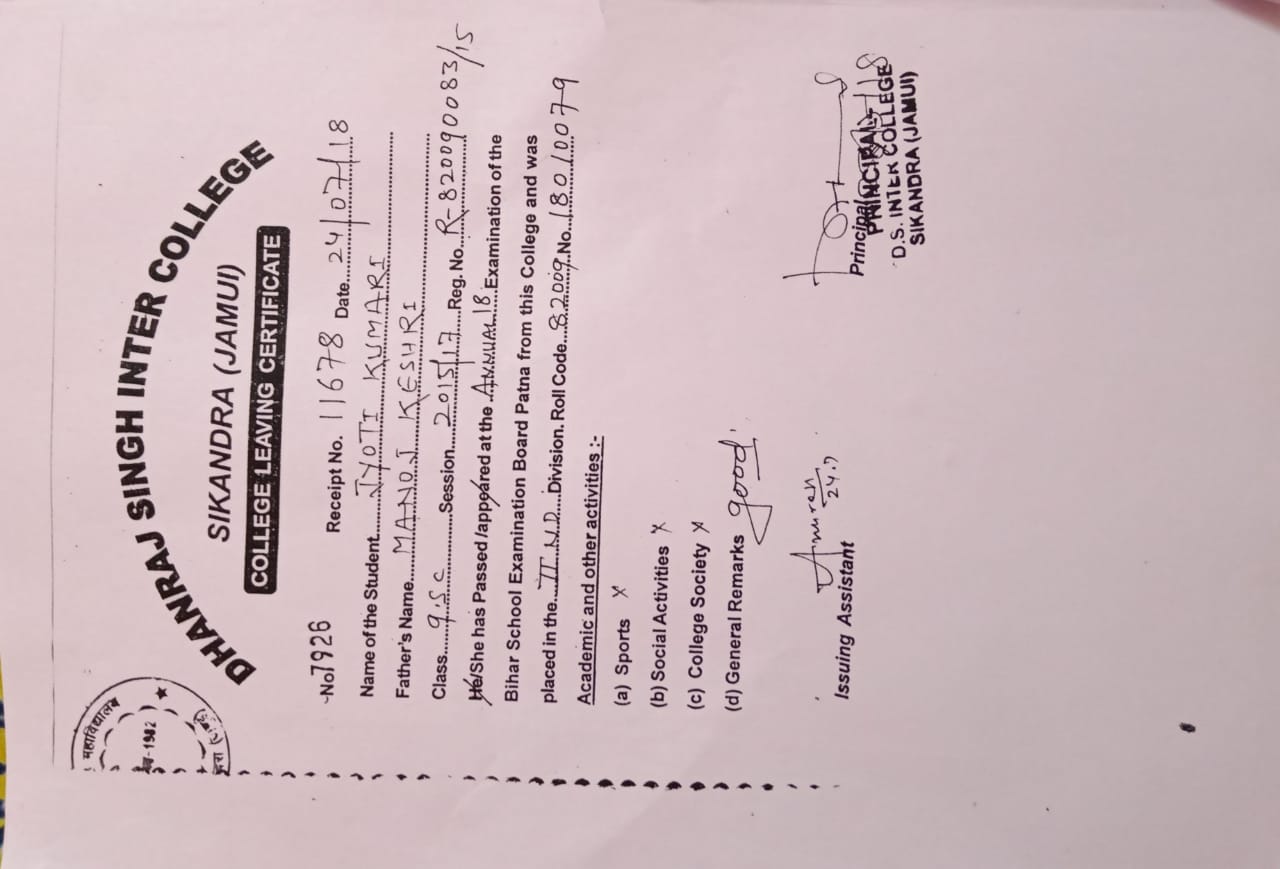 महाविद्यालय
1982
DHANRAJ SINGH INTER COLLEGE
SIKANDRA (JAMUI)
COLLEGE LEAVING CERTIFICATE
No 7926 Receipt No. 11678 Date 24/07/18
Name of the Student JYOTI KUMARI
Father's Name MANOJ KESHRI
Class 9.Sc Session 2015/17 Reg. No. R-820090083/15
He/She has Passed/appeared at the ANNUAL 18 Examination of the
Bihar School Examination Board Patna from this College and was
placed in the IIND Division. Roll Code 82009 No. 18010079
Academic and other activities :-
(a) Sports X
(b) Social Activities X
(c) College Society X
(d) General Remarks good
24.7
Issuing Assistant
Principal
PRINCIPAL
D.S. INTER COLLEGE
SIKANDRA (JAMUI)